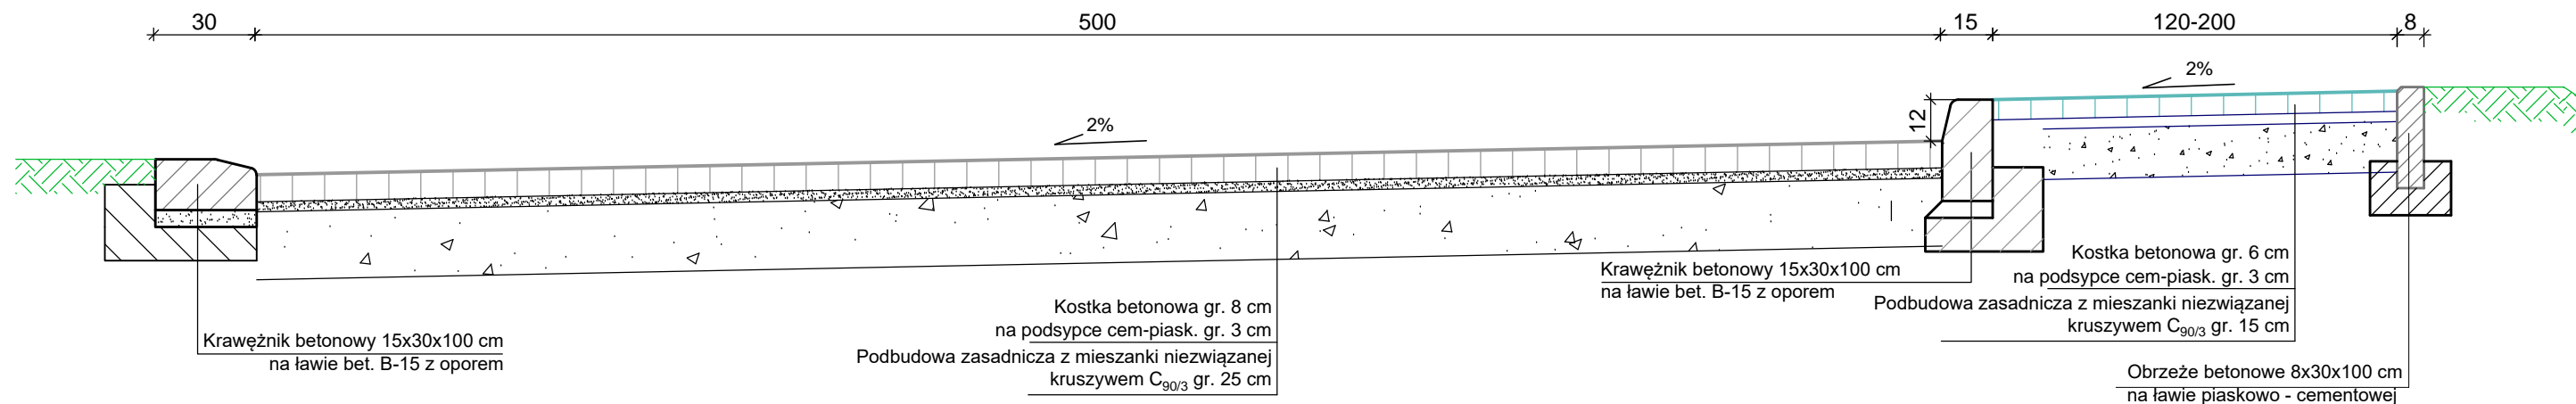 30
500
15
120-200
8
2%
12
2%
Krawężnik betonowy 15x30x100 cm
na ławie bet. B-15 z oporem
Kostka betonowa gr. 8 cm
na podsypce cem-piask. gr. 3 cm
Podbudowa zasadnicza z mieszanki niezwiązanej
kruszywem C90/3 gr. 25 cm
Krawężnik betonowy 15x30x100 cm
na ławie bet. B-15 z oporem
Kostka betonowa gr. 6 cm
na podsypce cem-piask. gr. 3 cm
Podbudowa zasadnicza z mieszanki niezwiązanej
kruszywem C90/3 gr. 15 cm
Obrzeże betonowe 8x30x100 cm
na ławie piaskowo - cementowej